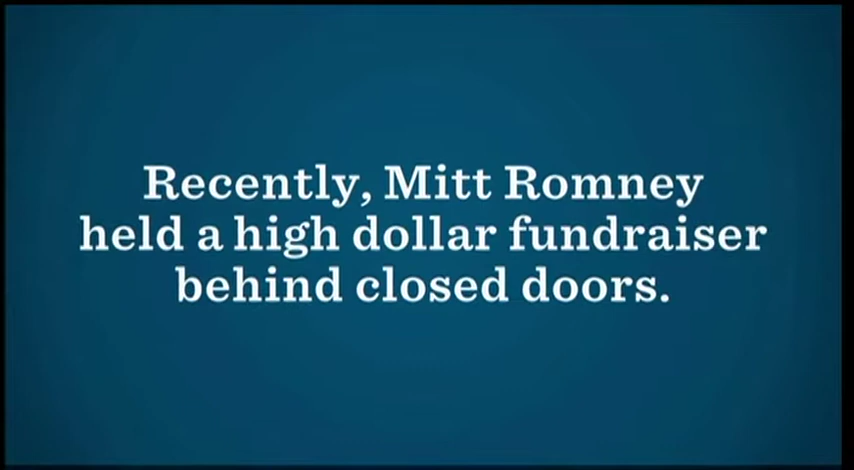 Recently, Mitt Romney
held a high dollar fundraiser
behind closed doors.